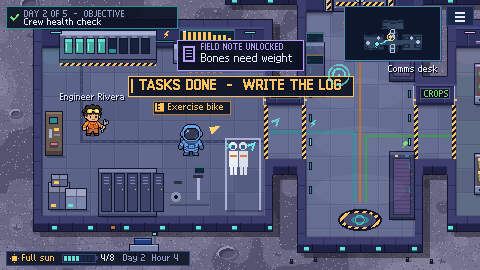 DAY 2 OF 5 - OBJECTIVE
Crew health check
FIELD NOTE UNLOCKED
Bones need weight
Comms desk
TASKS DONE - WRITE THE LOG
Engineer Rivera
E Exercise bike
CROPS
Full sun 4/8 Day 2 Hour 4